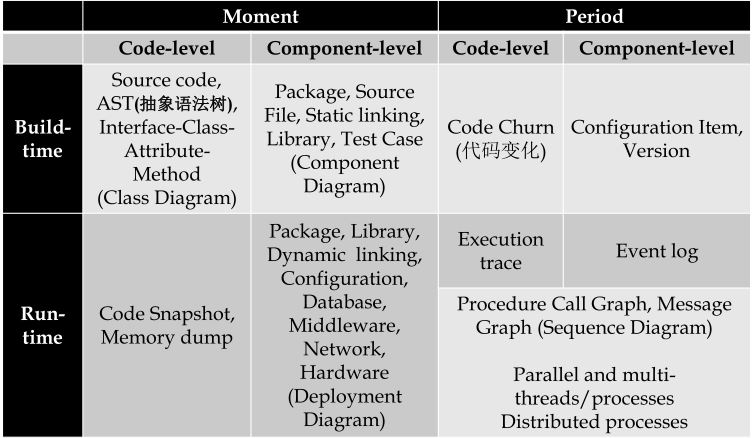 Moment
Period
Code-level
Component-level
Code-level
Component-level
Build-
time
Source code,
AST(抽象语法树),
Interface-Class-
Attribute-
Method
(Class Diagram)
Package, Source
File, Static linking,
Library, Test Case
(Component
Diagram)
Code Churn
(代码变化)
Configuration Item,
Version
Run-
time
Code Snapshot,
Memory dump
Package, Library,
Dynamic linking,
Configuration,
Database,
Middleware,
Network,
Hardware
(Deployment
Diagram)
Execution
trace
Event log
Procedure Call Graph, Message
Graph (Sequence Diagram)
Parallel and multi-
threads/processes
Distributed processes